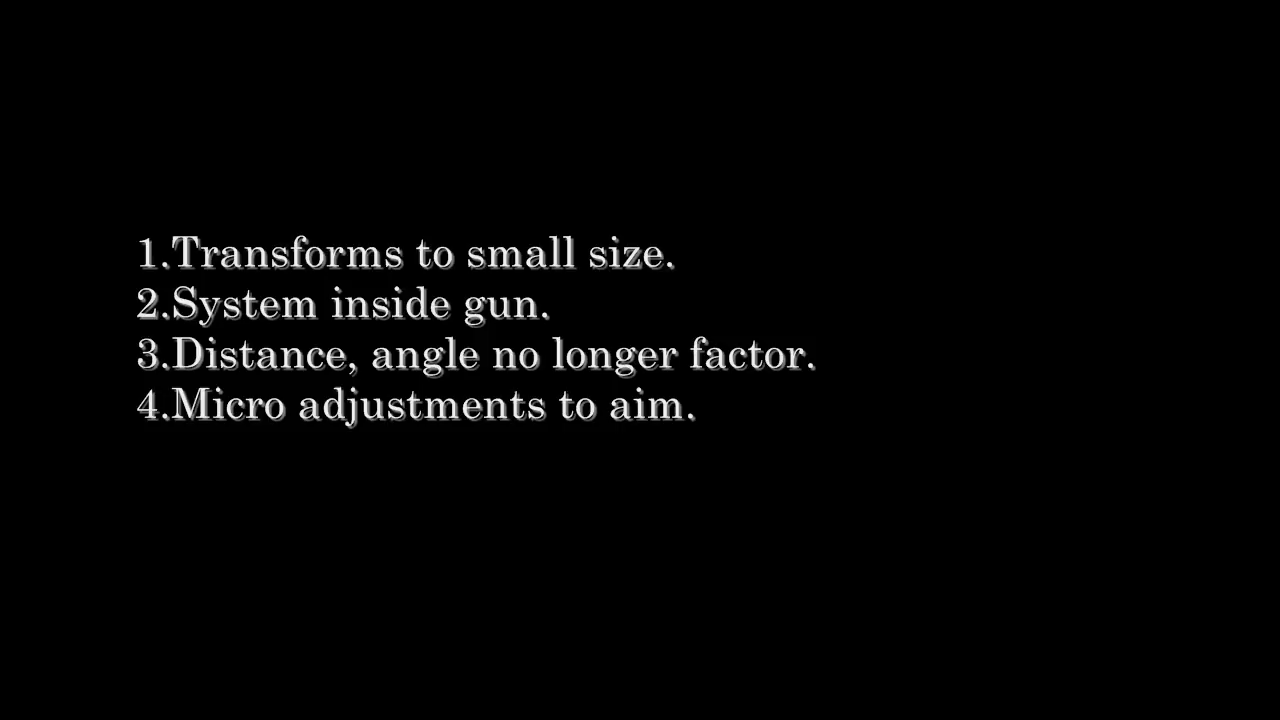 1.Transforms to small size.
2.System inside gun.
3.Distance, angle no longer factor.
4.Micro adjustments to aim.